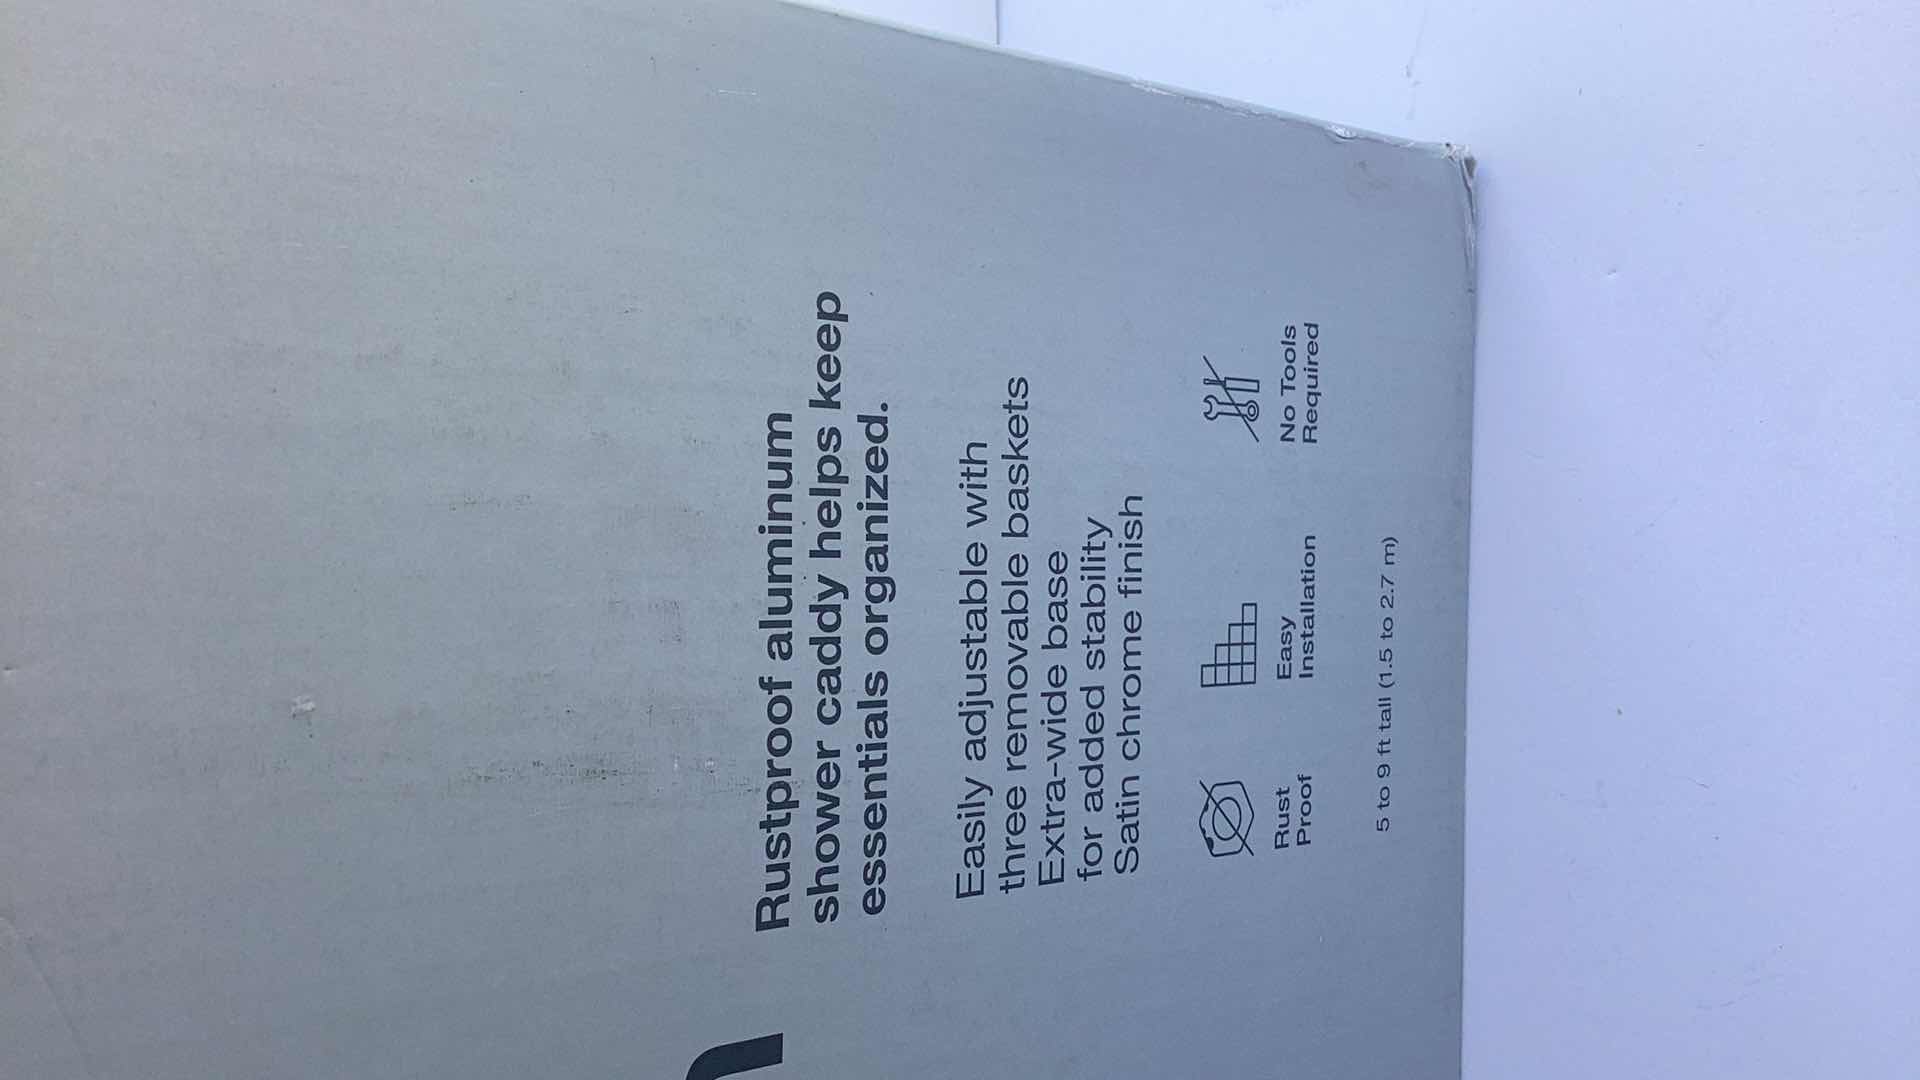 Rustproof aluminum
shower caddy helps keep
essentials organized.
Easily adjustable with
three removable baskets
Extra-wide base
for added stability
Satin chrome finish
Rust
Proof
Easy
Installation
No Tools
Required
5 to 9 ft tall (1.5 to 2.7 m)